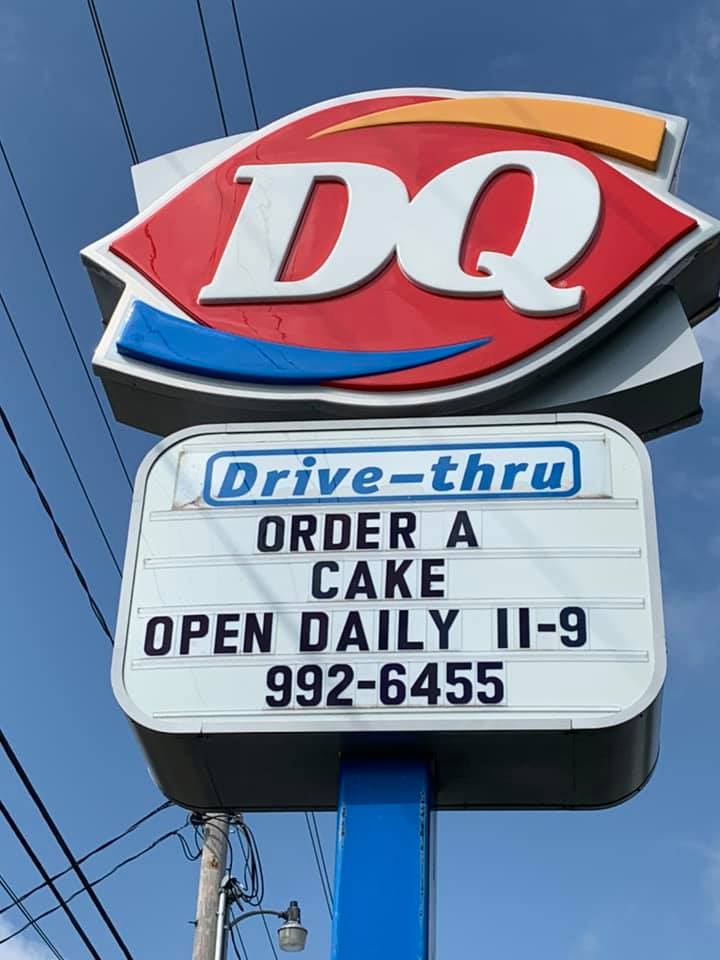 DQ
Drive-thru
ORDER A
CAKE
OPEN DAILY 11-9
992-6455